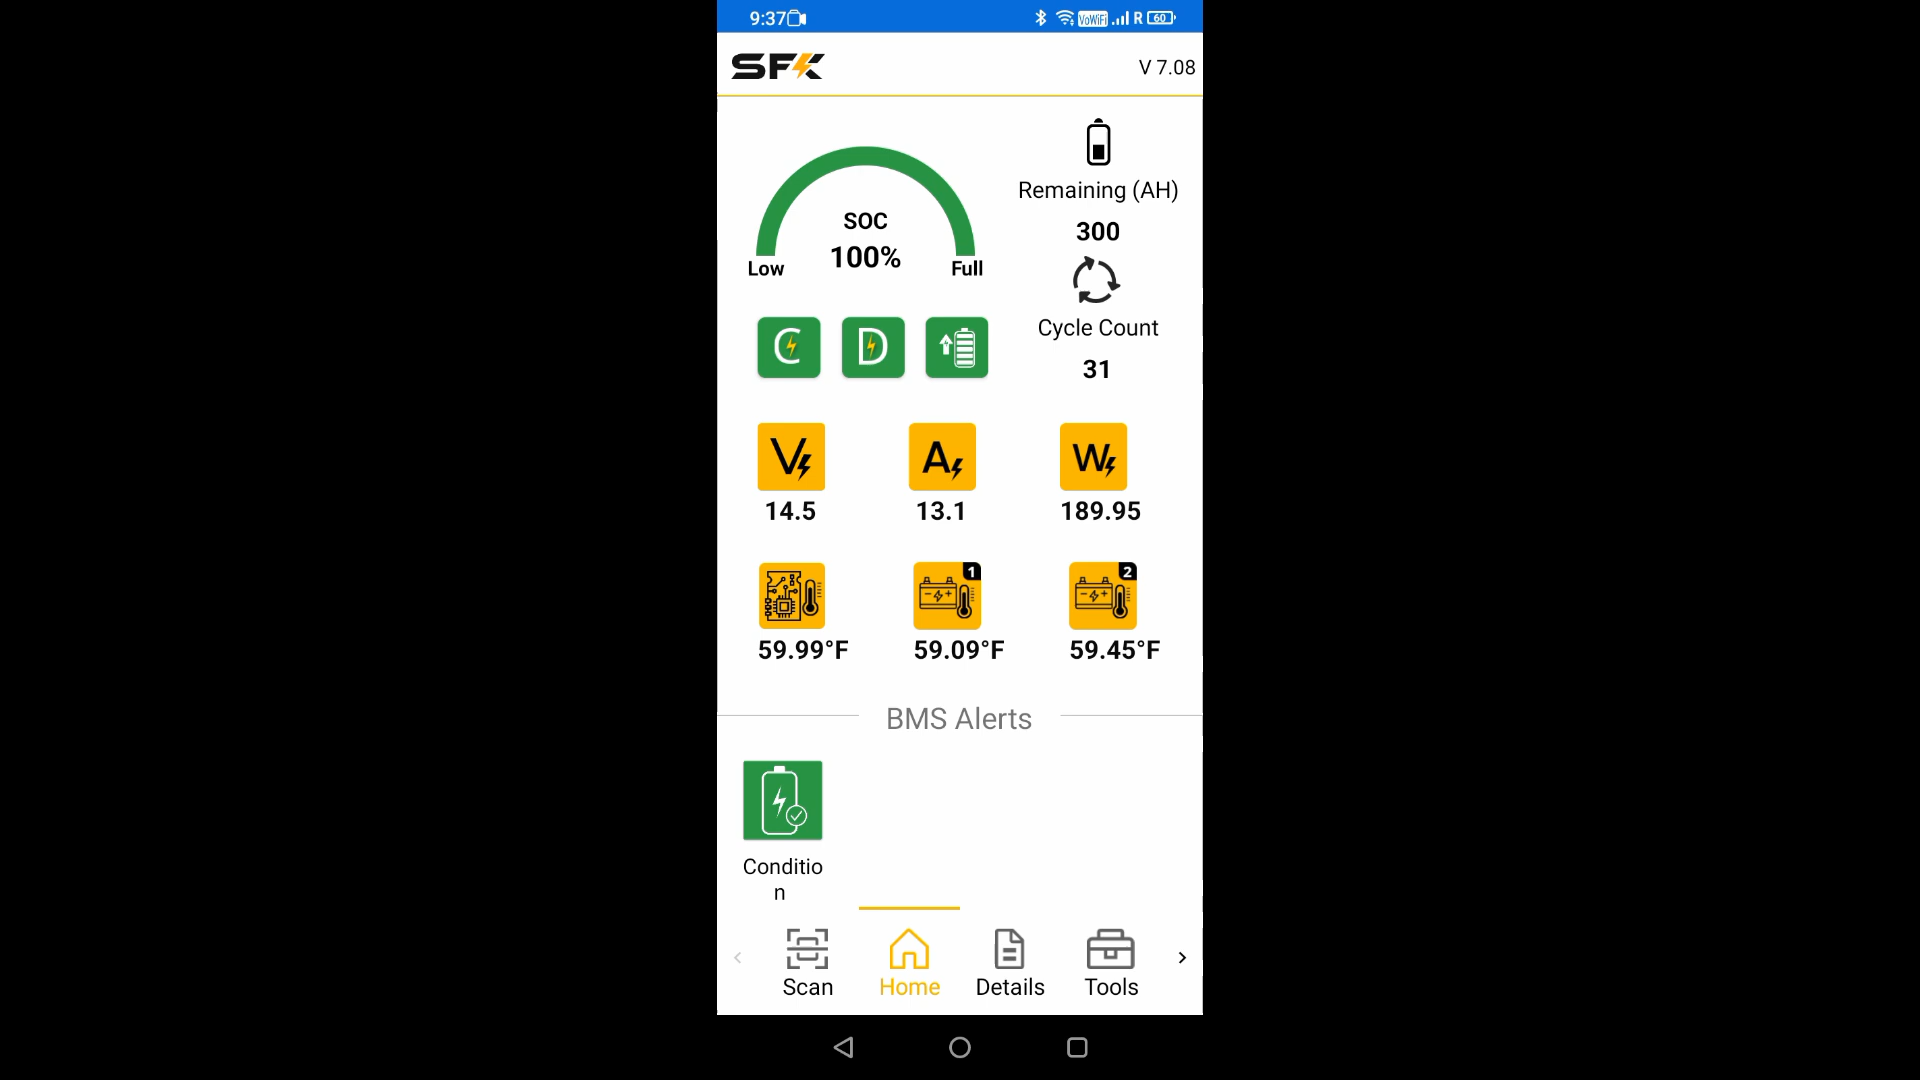 9:37
VoWiFi R 60
SFK
V 7.08
SOC
100%
Low
Full
Remaining (AH)
300
Cycle Count
31
C D
V A W
14.5 13.1 189.95
1 2
59.99°F 59.09°F 59.45°F
BMS Alerts
Conditio
n
Scan Home Details Tools